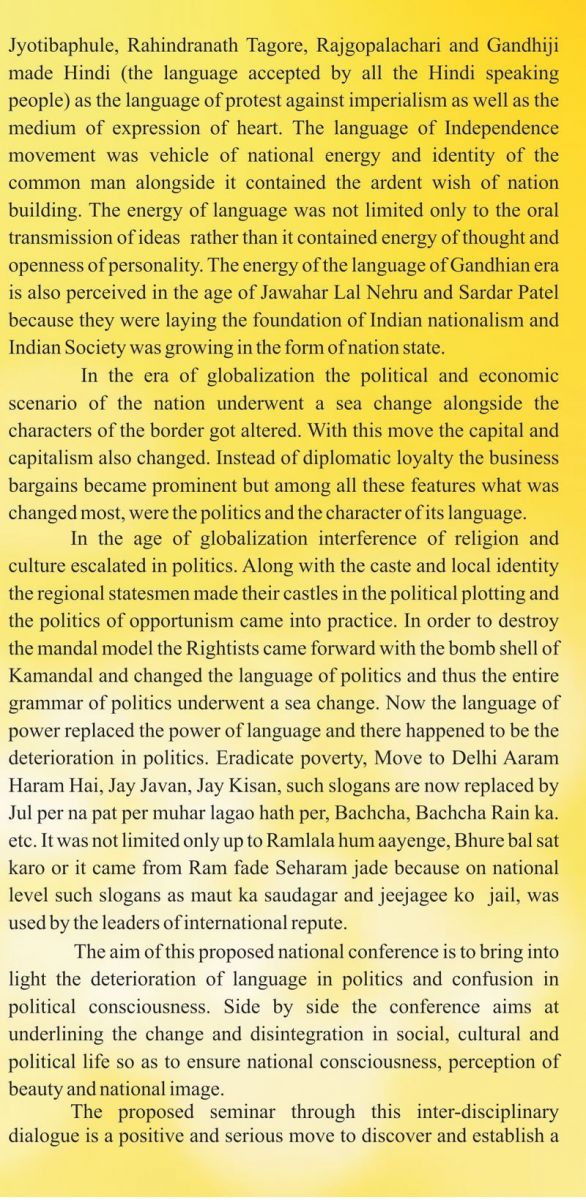 Jyotibaphule, Rahindranath Tagore, Rajgopalachari and Gandhiji
made Hindi (the language accepted by all the Hindi speaking
people) as the language of protest against imperialism as well as the
medium of expression of heart. The language of Independence
movement was vehicle of national energy and identity of the
common man alongside it contained the ardent wish of nation
building. The energy of language was not limited only to the oral
transmission of ideas rather than it contained energy of thought and
openness of personality. The energy of the language of Gandhian era
is also perceived in the age of Jawahar Lal Nehru and Sardar Patel
because they were laying the foundation of Indian nationalism and
Indian Society was growing in the form of nation state.
In the era of globalization the political and economic
scenario of the nation underwent a sea change alongside the
characters of the border got altered. With this move the capital and
capitalism also changed. Instead of diplomatic loyalty the business
bargains became prominent but among all these features what was
changed most, were the politics and the character of its language.
In the age of globalization interference of religion and
culture escalated in politics. Along with the caste and local identity
the regional statesmen made their castles in the political plotting and
the politics of opportunism came into practice. In order to destroy
the mandal model the Rightists came forward with the bomb shell of
Kamandal and changed the language of politics and thus the entire
grammar of politics underwent a sea change. Now the language of
power replaced the power of language and there happened to be the
deterioration in politics. Eradicate poverty, Move to Delhi Aaram
Haram Hai, Jay Javan, Jay Kisan, such slogans are now replaced by
Jul per na pat per muhar lagao hath per, Bachcha, Bachcha Rain ka.
etc. It was not limited only up to Ramlala hum aayenge, Bhure bal sat
karo or it came from Ram fade Seharam jade because on national
level such slogans as maut ka saudagar and jeejagee ko jail, was
used by the leaders of international repute.
The aim of this proposed national conference is to bring into
light the deterioration of language in politics and confusion in
political consciousness. Side by side the conference aims at
underlining the change and disintegration in social, cultural and
political life so as to ensure national consciousness, perception of
beauty and national image.
The proposed seminar through this inter-disciplinary
dialogue is a positive and serious move to discover and establish a